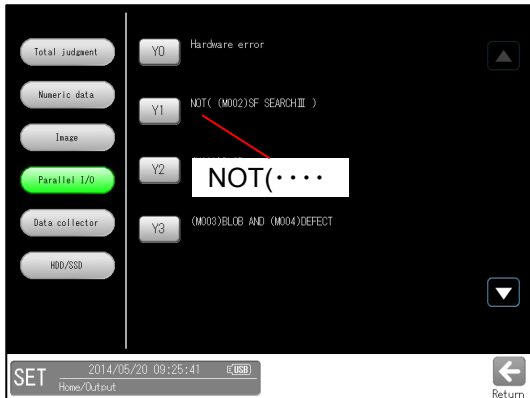 Total judgment
Numeric data
Image
Parallel I/O
Data collector
HDD/SSD
Y0 Hardware error
Y1 NOT( (M002)SF SEARCHⅢ )
NOT(････
Y2
Y3 (M003)BLOB AND (M004)DEFECT
SET 2014/05/20 09:25:41 USB
Home/Output
Return